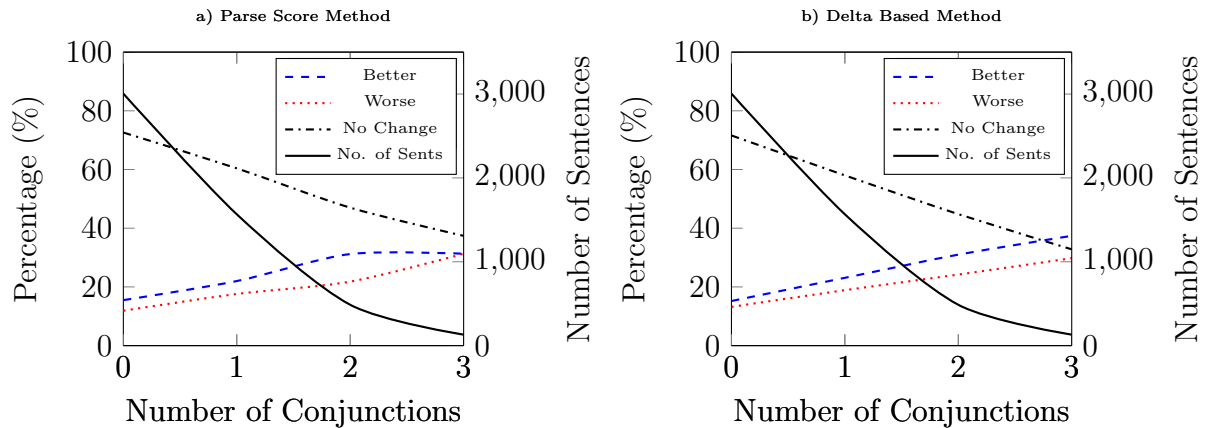 a) Parse Score Method
100
80
60
40
20
0
Percentage (%)
3,000
2,000
1,000
0
Number of Sentences
Better
Worse
No Change
No. of Sents
0 1 2 3
Number of Conjunctions
b) Delta Based Method
100
80
60
40
20
0
Percentage (%)
3,000
2,000
1,000
0
Number of Sentences
Better
Worse
No Change
No. of Sents
0 1 2 3
Number of Conjunctions